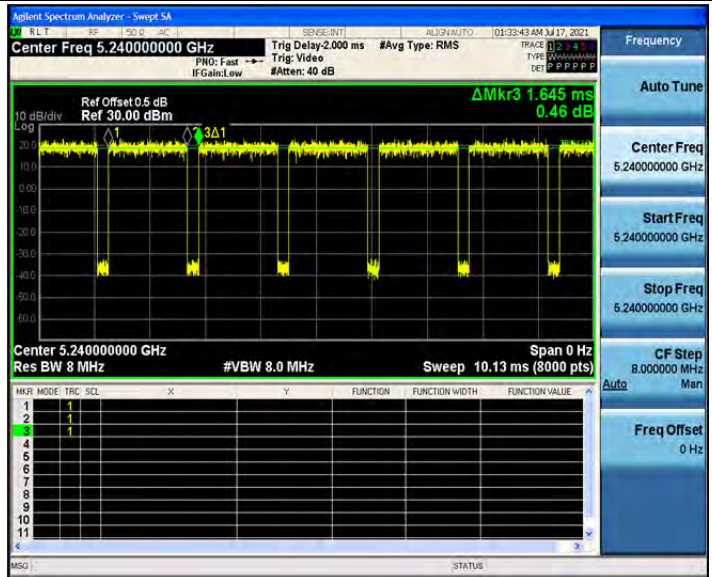 Agilent Spectrum Analyzer - Swept SA
RLT RF 50 Ω AC SENSE:INT ALIGNAUTO 01:33:43 AM Jul 17, 2021
Center Freq 5.240000000 GHz
PNO: Fast
IFGain:Low
Trig Delay-2.000 ms
Trig: Video
#Atten: 40 dB
#Avg Type: RMS
TRACE 1 2 3 4 5 6
TYPE
DET P P P P P P
Ref Offset 0.5 dB
10 dB/div Ref 30.00 dBm
Log
ΔMkr3 1.645 ms
0.46 dB
1 2 3Δ1
20.0
10.0
0.00
-10.0
-20.0
-30.0
-40.0
-50.0
-60.0
Center 5.240000000 GHz Span 0 Hz
Res BW 8 MHz #VBW 8.0 MHz Sweep 10.13 ms (8000 pts)
MKR MODE TRC SCL X Y FUNCTION FUNCTION WIDTH FUNCTION VALUE
1 1
2 1
3 1
4
5
6
7
8
9
10
11
MSG STATUS
Frequency
Auto Tune
Center Freq
5.240000000 GHz
Start Freq
5.240000000 GHz
Stop Freq
5.240000000 GHz
CF Step
8.000000 MHz
Auto Man
Freq Offset
0 Hz